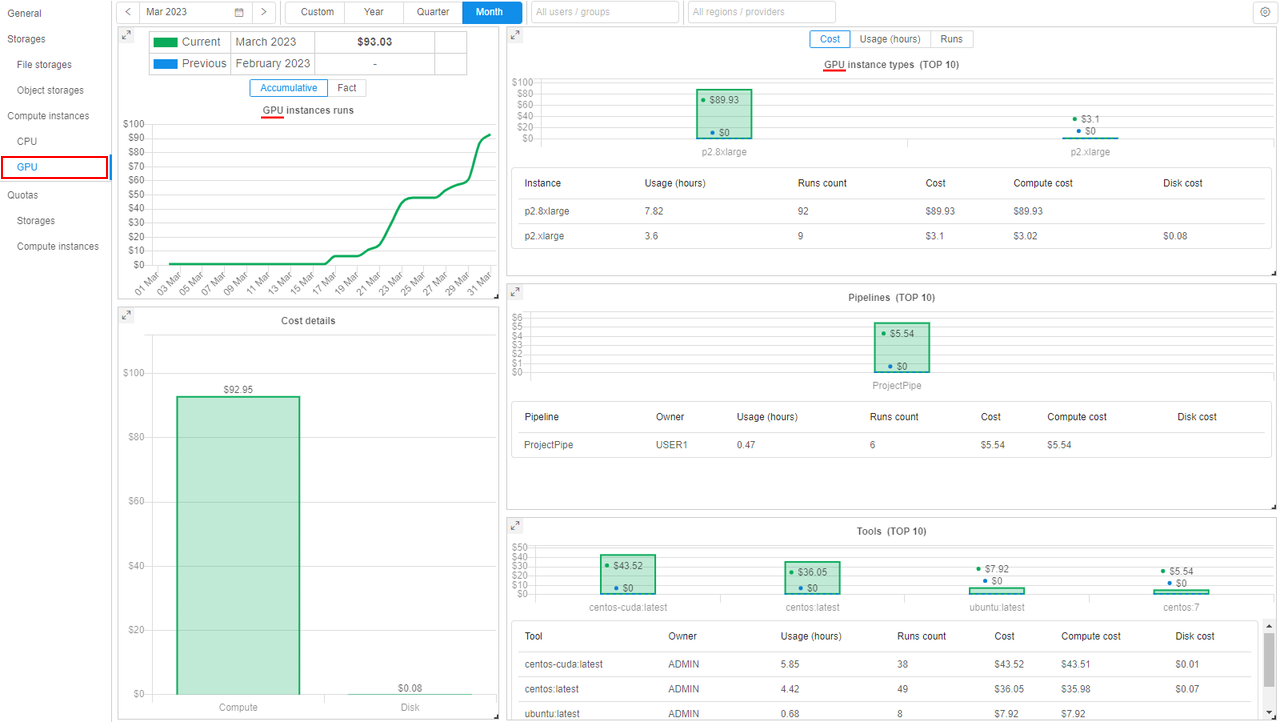 General
Storages
File storages
Object storages
Compute instances
CPU
GPU
Quotas
Storages
Compute instances
Mar 2023
Custom Year Quarter Month
All users / groups
All regions / providers
Current March 2023 $93.03
Previous February 2023 -
Accumulative Fact
GPU instances runs
$100
$90
$80
$70
$60
$50
$40
$30
$20
$10
$0
01 Mar 03 Mar 05 Mar 07 Mar 09 Mar 11 Mar 13 Mar 15 Mar 17 Mar 19 Mar 21 Mar 23 Mar 25 Mar 27 Mar 29 Mar 31 Mar
Cost details
$100
$80
$60
$40
$20
$0
$92.95
$0.08
Compute Disk
Cost Usage (hours) Runs
GPU instance types (TOP 10)
$100
$80
$60
$40
$20
$0
$89.93
$0
$3.1
$0
p2.8xlarge p2.xlarge
Instance Usage (hours) Runs count Cost Compute cost Disk cost
p2.8xlarge 7.82 92 $89.93 $89.93
p2.xlarge 3.6 9 $3.1 $3.02 $0.08
Pipelines (TOP 10)
$6
$5
$4
$3
$2
$1
$0
$5.54
$0
ProjectPipe
Pipeline Owner Usage (hours) Runs count Cost Compute cost Disk cost
ProjectPipe USER1 0.47 6 $5.54 $5.54
Tools (TOP 10)
$50
$40
$30
$20
$10
$0
$43.52
$0
$36.05
$0
$7.92
$0
$5.54
$0
centos-cuda:latest centos:latest ubuntu:latest centos:7
Tool Owner Usage (hours) Runs count Cost Compute cost Disk cost
centos-cuda:latest ADMIN 5.85 38 $43.52 $43.51 $0.01
centos:latest ADMIN 4.42 49 $36.05 $35.98 $0.07
ubuntu:latest ADMIN 0.68 8 $7.92 $7.92